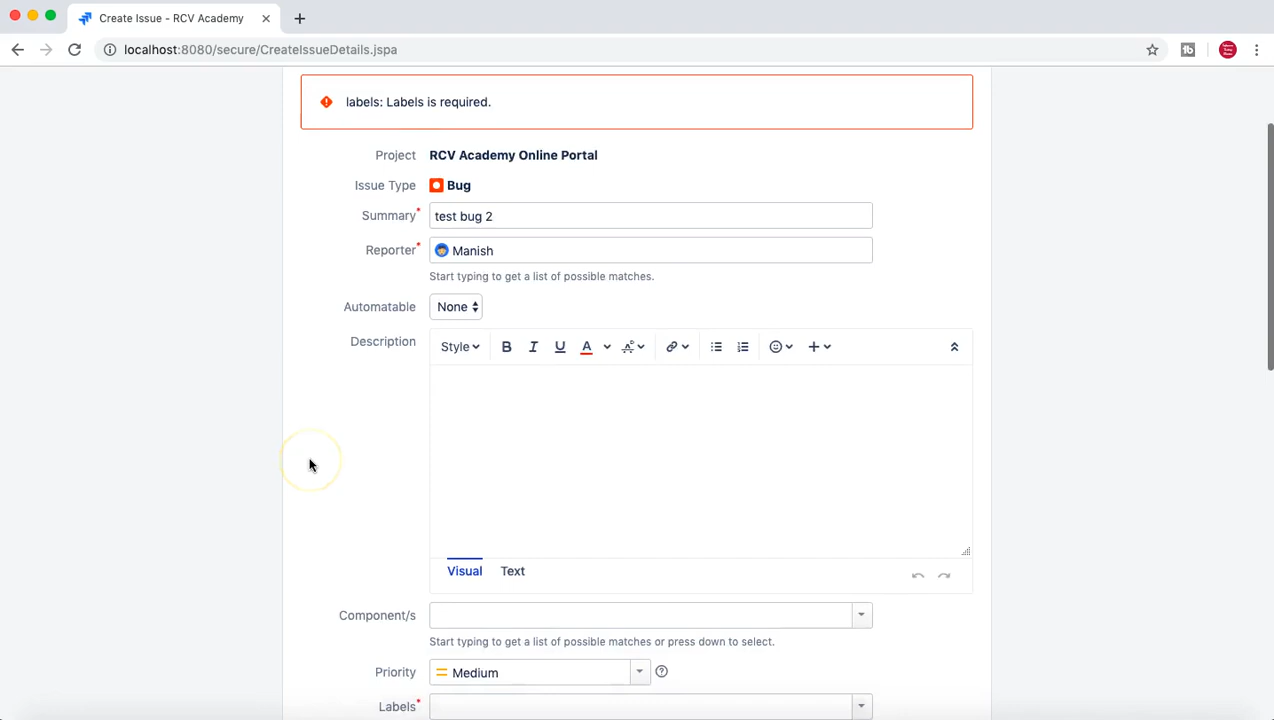 Create Issue - RCV Academy
localhost:8080/secure/CreateIssueDetails.jspa
labels: Labels is required.
Project RCV Academy Online Portal
Issue Type Bug
Summary* test bug 2
Reporter* Manish
Start typing to get a list of possible matches.
Automatable None
Description Style B I U A
Visual Text
Component/s
Start typing to get a list of possible matches or press down to select.
Priority Medium
Labels*